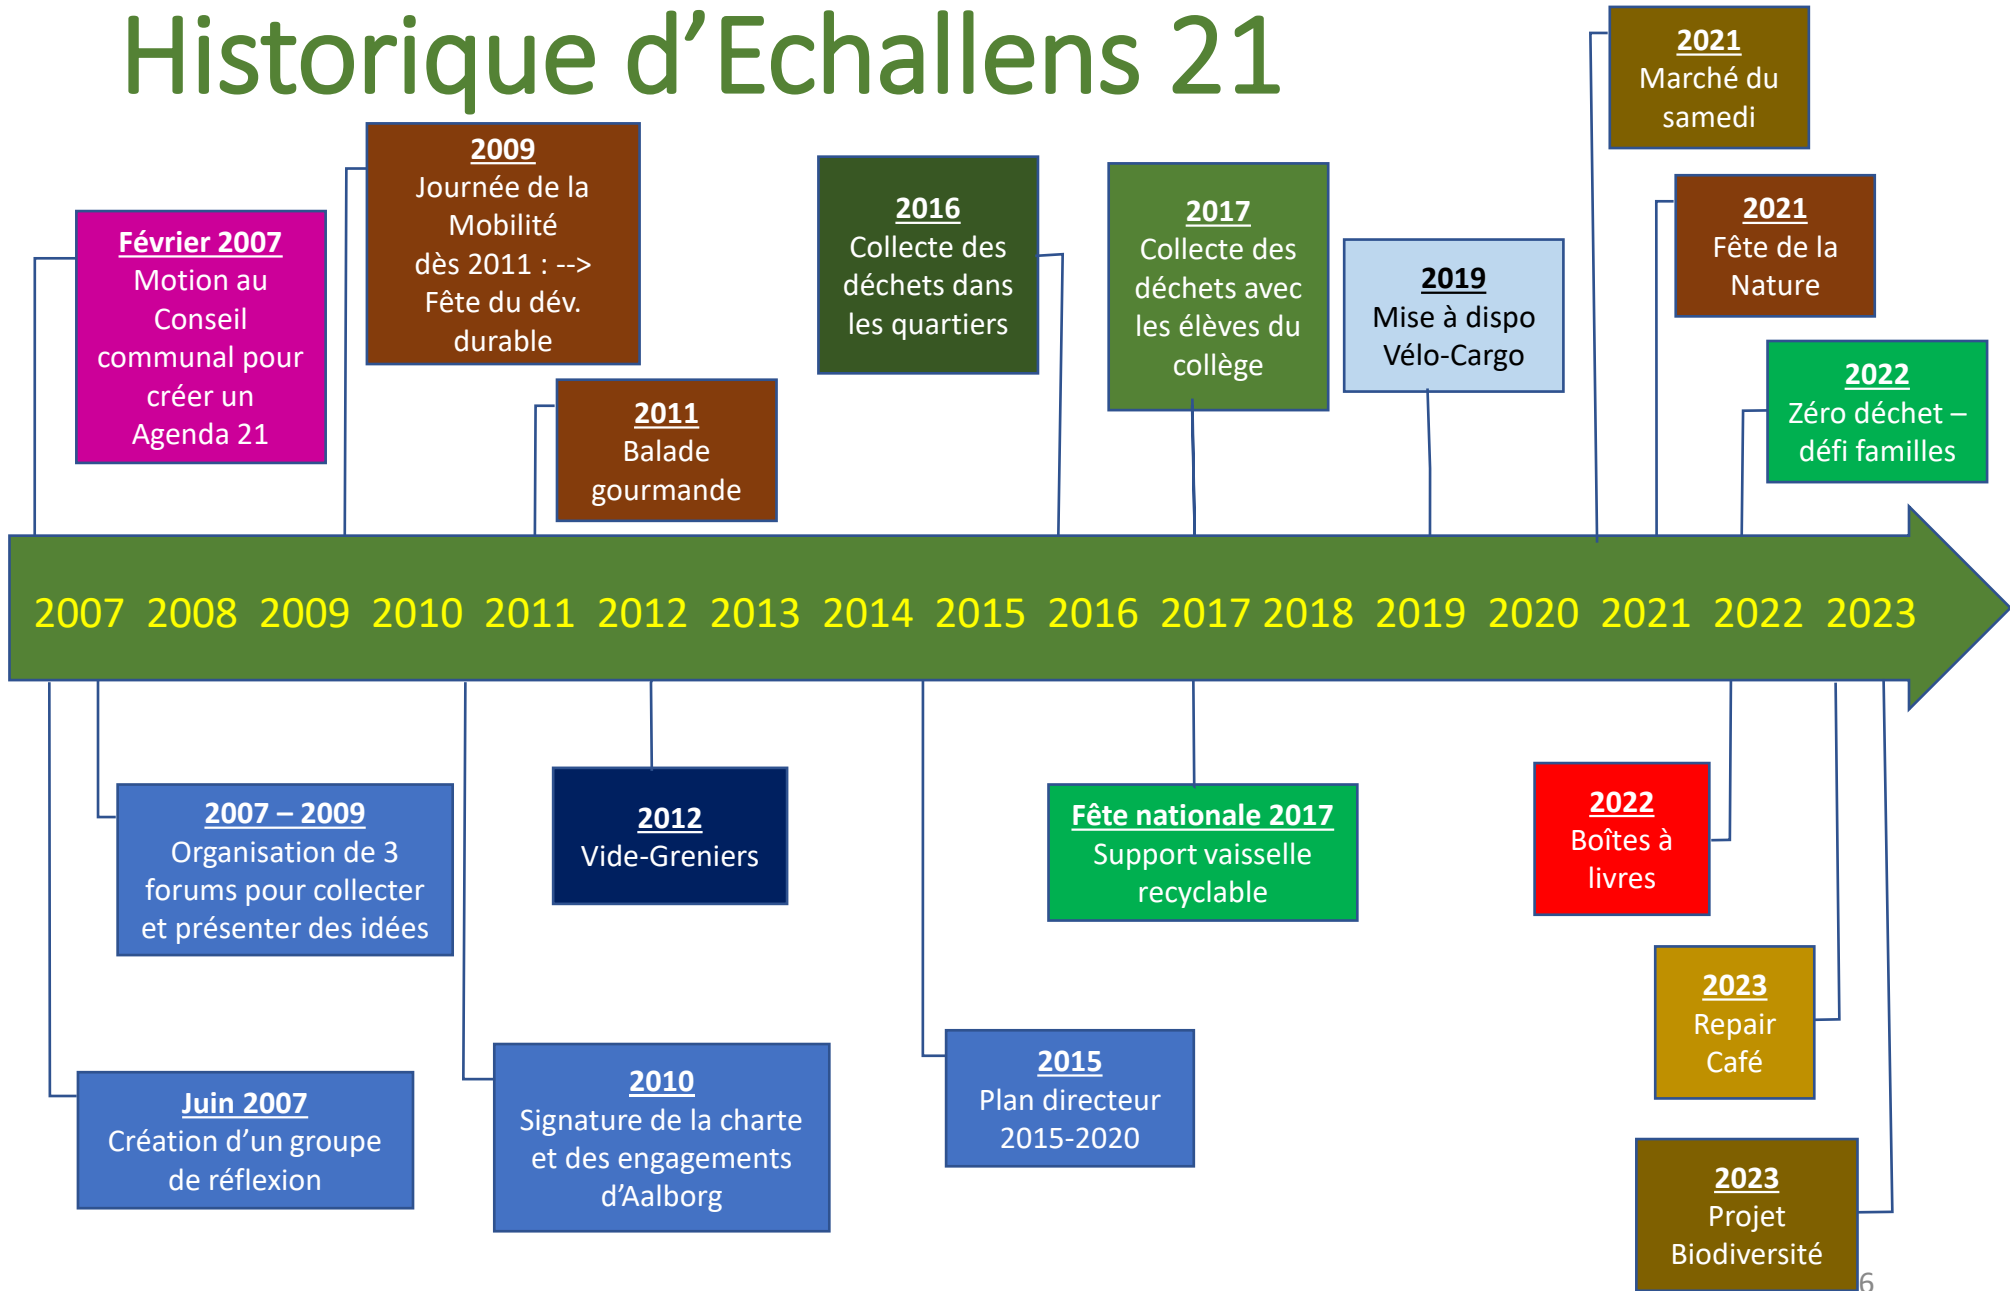 Historique d’Echallens 21
Février 2007
Motion au
Conseil
communal pour
créer un
Agenda 21
2009
Journée de la
Mobilité
dès 2011 : -->
Fête du dév.
durable
2011
Balade
gourmande
2016
Collecte des
déchets dans
les quartiers
2017
Collecte des
déchets avec
les élèves du
collège
2019
Mise à dispo
Vélo-Cargo
2021
Marché du
samedi
2021
Fête de la
Nature
2022
Zéro déchet –
défi familles
2007 2008 2009 2010 2011 2012 2013 2014 2015 2016 2017 2018 2019 2020 2021 2022 2023
2007 – 2009
Organisation de 3
forums pour collecter
et présenter des idées
Juin 2007
Création d’un groupe
de réflexion
2012
Vide-Greniers
2010
Signature de la charte
et des engagements
d’Aalborg
2015
Plan directeur
2015-2020
Fête nationale 2017
Support vaisselle
recyclable
2022
Boîtes à
livres
2023
Repair
Café
2023
Projet
Biodiversité
6